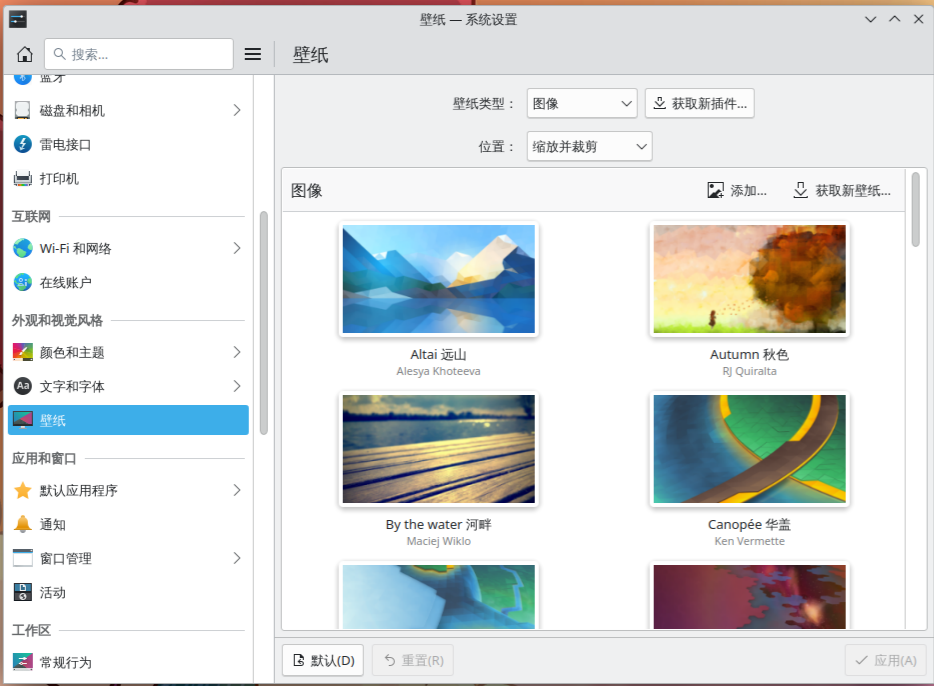 壁纸 — 系统设置
搜索...
壁纸
蓝牙
磁盘和相机
雷电接口
打印机
互联网
Wi-Fi 和网络
在线账户
外观和视觉风格
颜色和主题
文字和字体
壁纸
应用和窗口
默认应用程序
通知
窗口管理
活动
工作区
常规行为
壁纸类型：
图像
获取新插件...
位置：
缩放并裁剪
图像
添加...
获取新壁纸...
Altai 远山
Alesya Khoteeva
Autumn 秋色
RJ Quiralta
By the water 河畔
Maciej Wiklo
Canopée 华盖
Ken Vermette
默认(D)
重置(R)
应用(A)